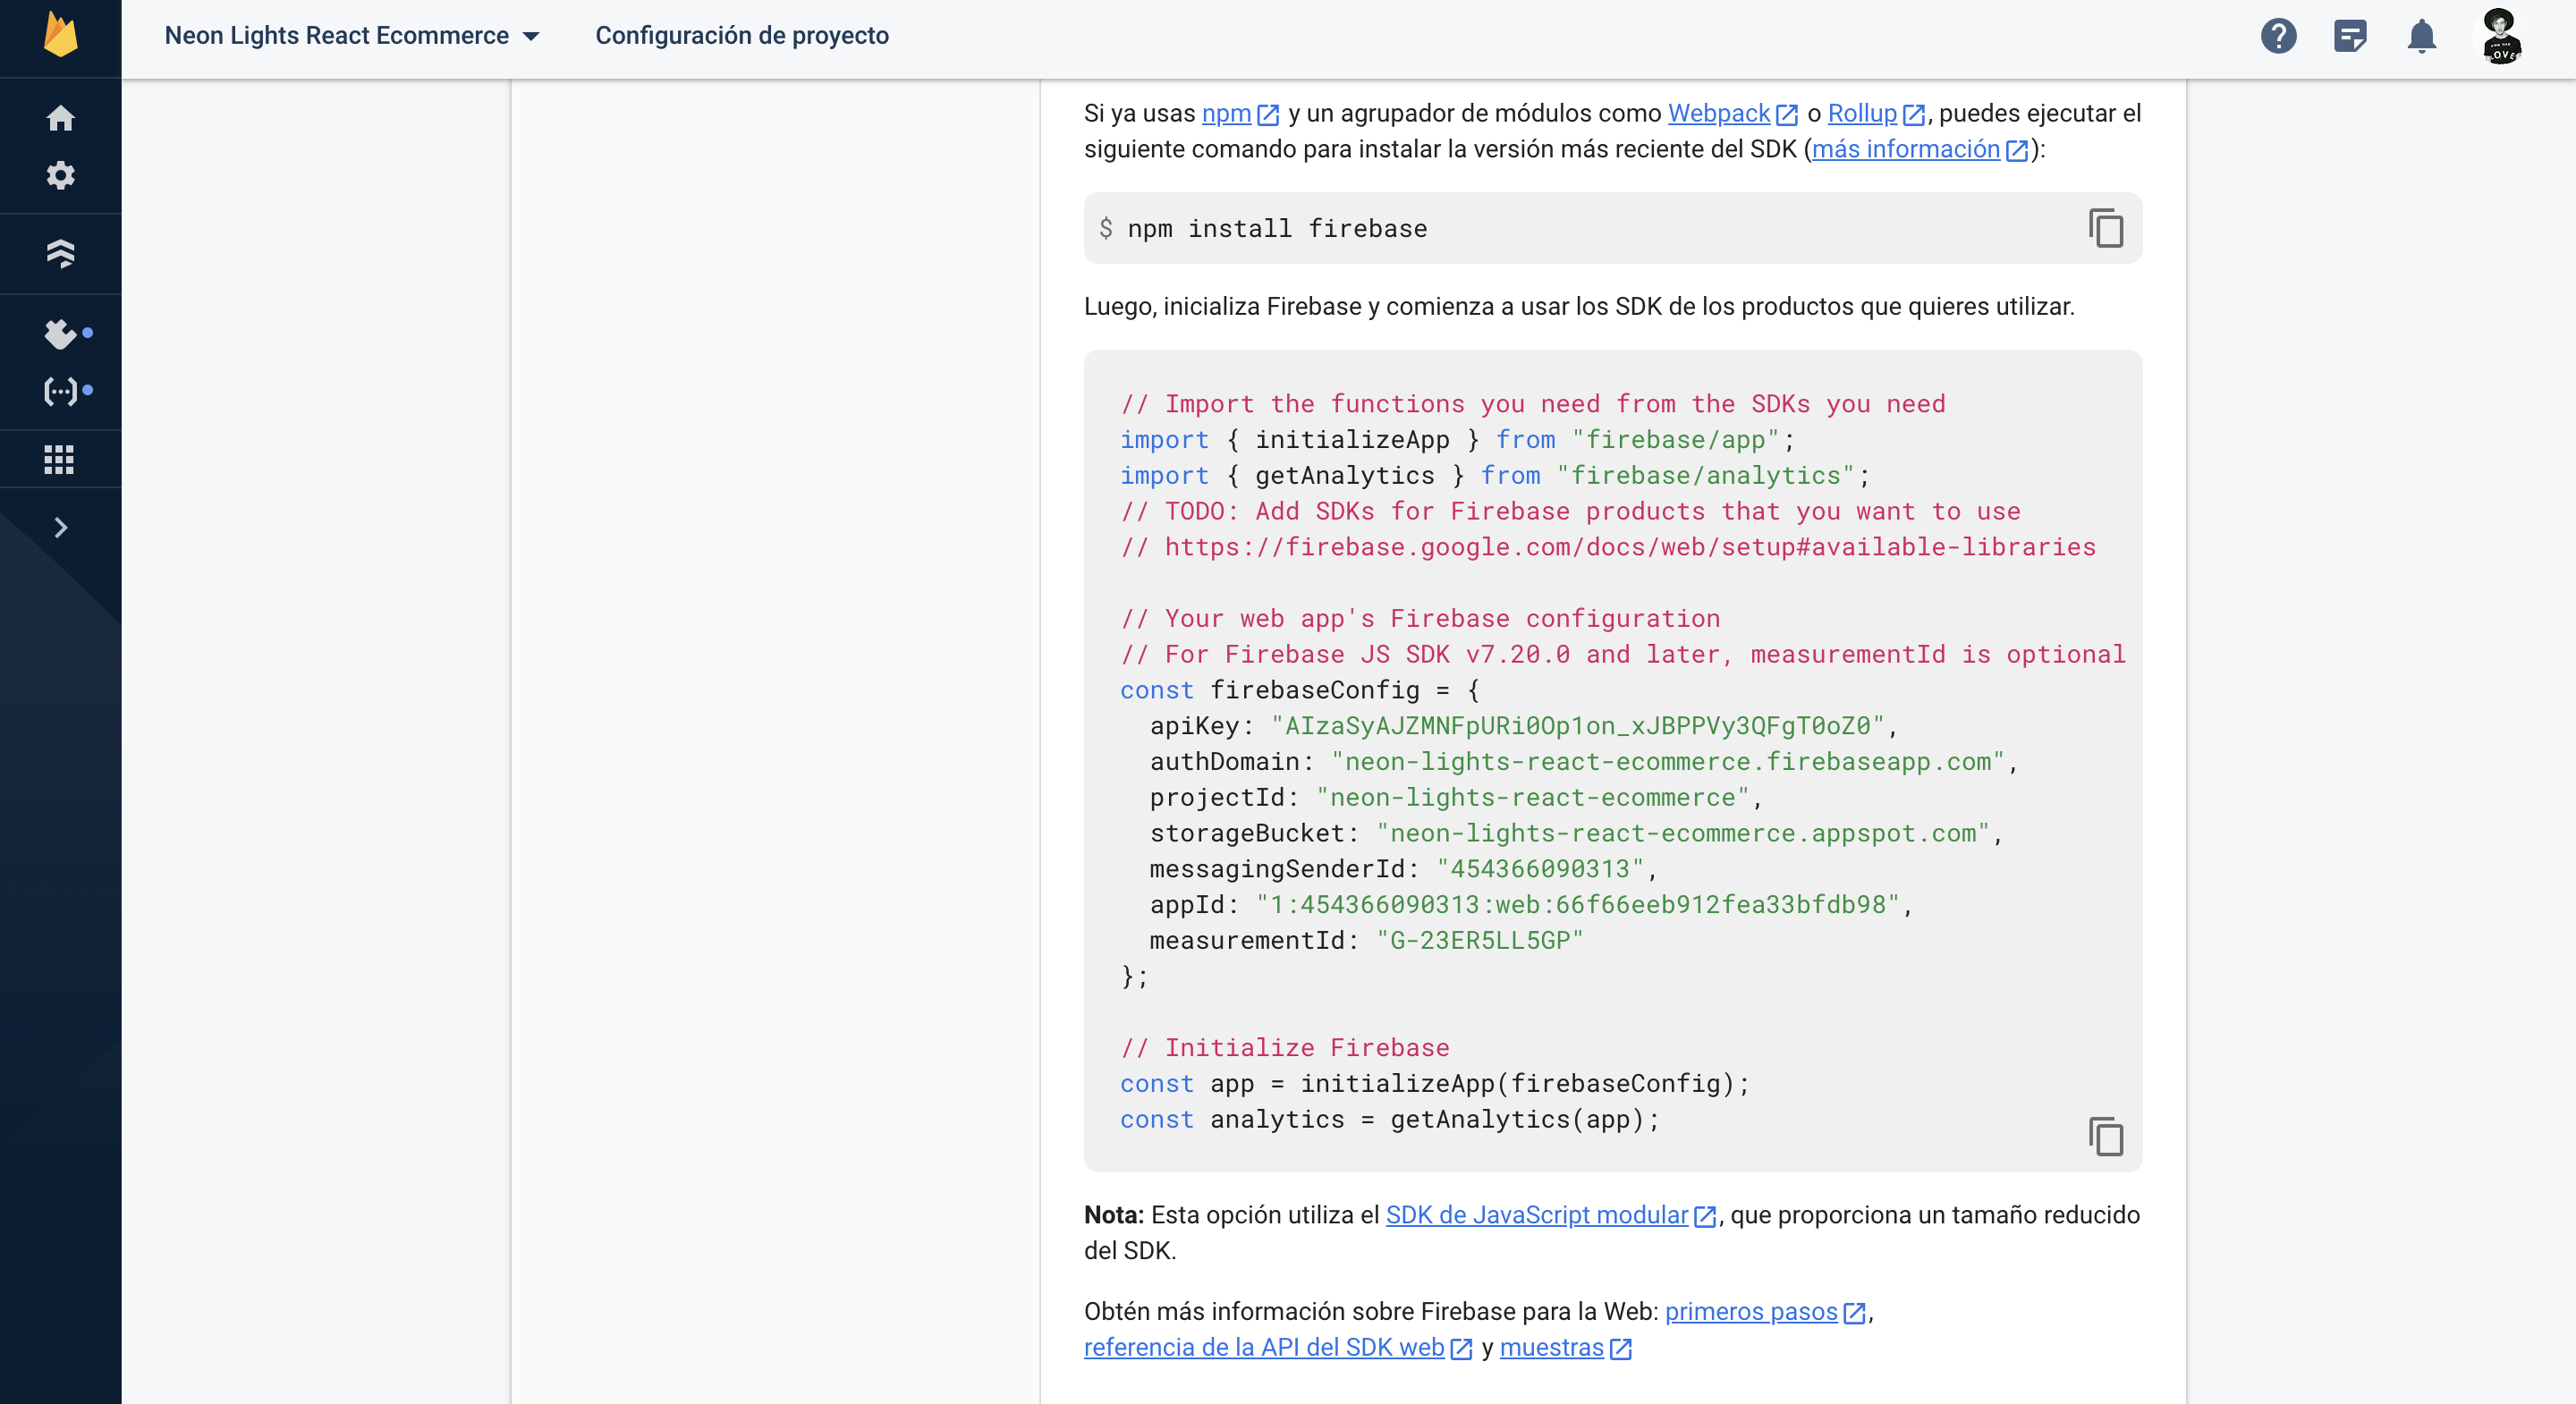 Neon Lights React Ecommerce
Configuración de proyecto
Si ya usas npm y un agrupador de módulos como Webpack o Rollup, puedes ejecutar el
siguiente comando para instalar la versión más reciente del SDK (más información):
$ npm install firebase
Luego, inicializa Firebase y comienza a usar los SDK de los productos que quieres utilizar.
// Import the functions you need from the SDKs you need
import { initializeApp } from "firebase/app";
import { getAnalytics } from "firebase/analytics";
// TODO: Add SDKs for Firebase products that you want to use
// https://firebase.google.com/docs/web/setup#available-libraries
// Your web app's Firebase configuration
// For Firebase JS SDK v7.20.0 and later, measurementId is optional
const firebaseConfig = {
  apiKey: "AIzaSyAJZMNFpURi0Op1on_xJBPPVy3QFgT0oZ0",
  authDomain: "neon-lights-react-ecommerce.firebaseapp.com",
  projectId: "neon-lights-react-ecommerce",
  storageBucket: "neon-lights-react-ecommerce.appspot.com",
  messagingSenderId: "454366090313",
  appId: "1:454366090313:web:66f66eeb912fea33bfdb98",
  measurementId: "G-23ER5LL5GP"
};
// Initialize Firebase
const app = initializeApp(firebaseConfig);
const analytics = getAnalytics(app);
Nota: Esta opción utiliza el SDK de JavaScript modular, que proporciona un tamaño reducido
del SDK.
Obtén más información sobre Firebase para la Web: primeros pasos,
referencia de la API del SDK web y muestras